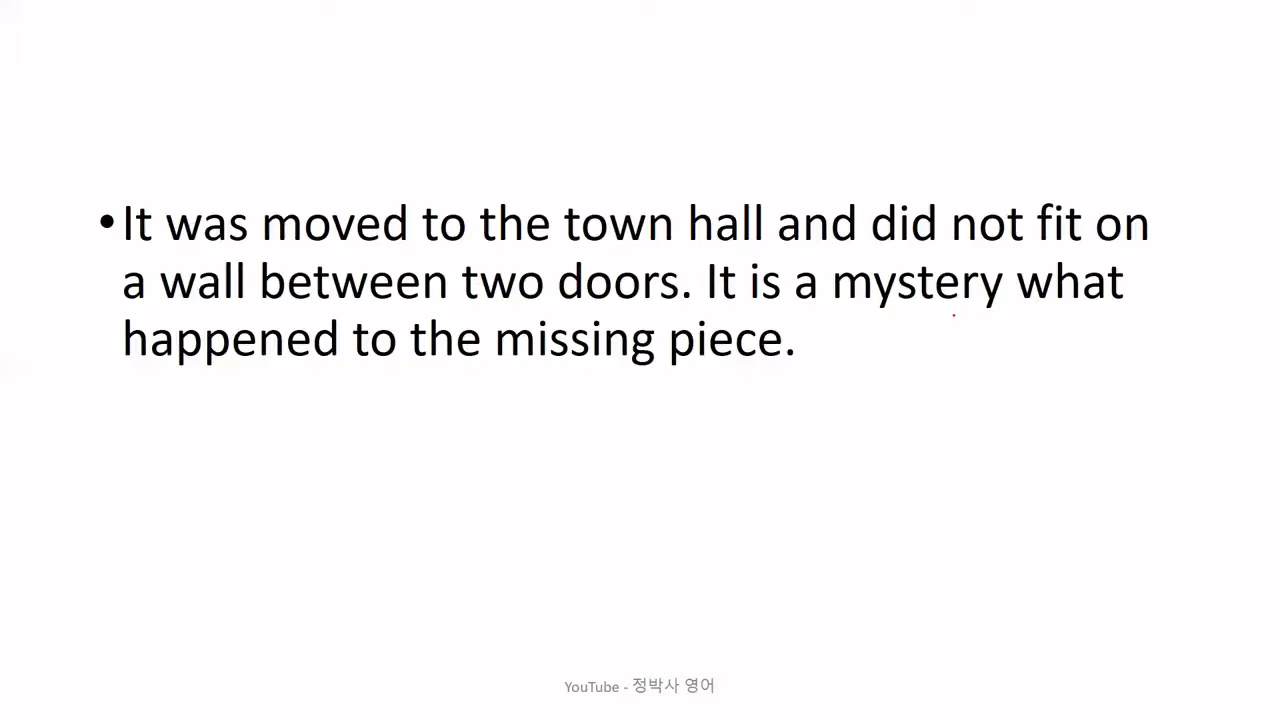 •It was moved to the town hall and did not fit on
a wall between two doors. It is a mystery what
happened to the missing piece.
YouTube - 정박사 영어